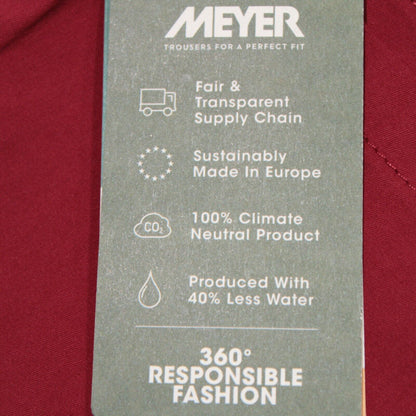 MEYER
TROUSERS FOR A PERFECT FIT
Fair &
Transparent
Supply Chain
Sustainably
Made In Europe
CO2
100% Climate
Neutral Product
Produced With
40% Less Water
360°
RESPONSIBLE
FASHION